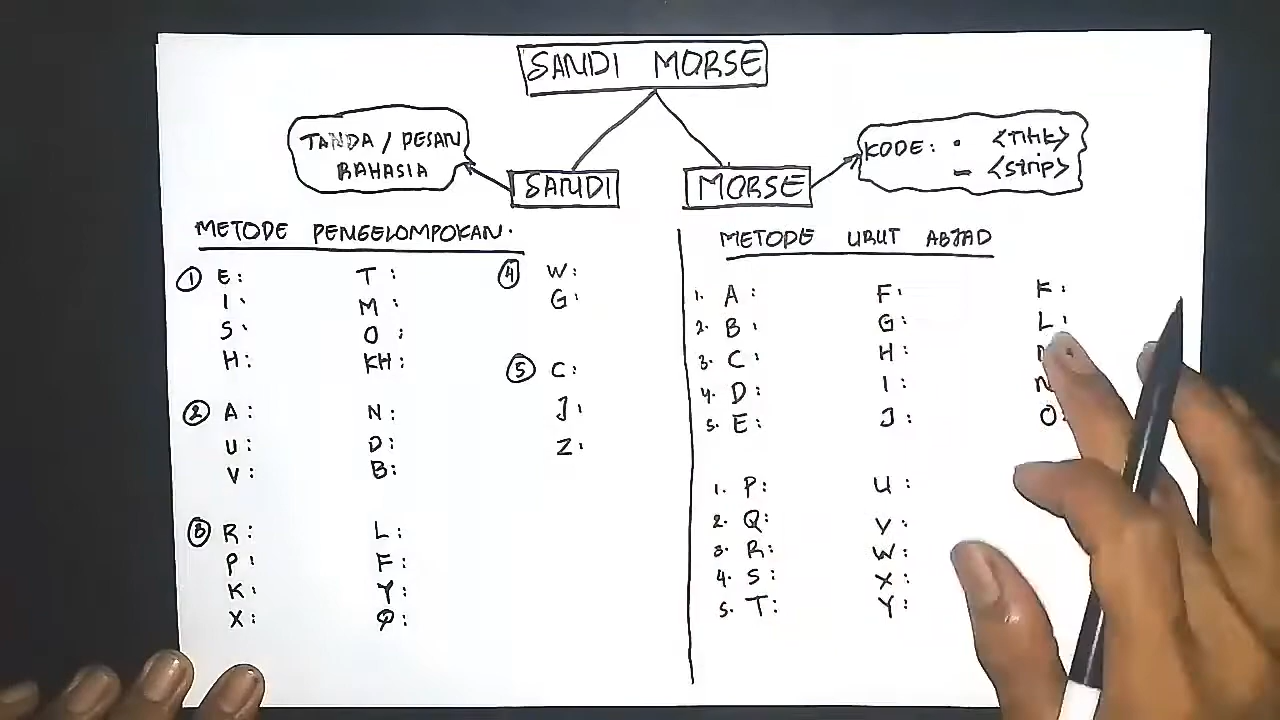 SANDI MORSE
TANDA / PESAN
RAHASIA
SANDI
MORSE
KODE: • <Titik>
– <strip>
METODE PENGELOMPOKAN.
① E: T:
I: M:
S: O:
H: KH:
② A: N:
U: D:
V: B:
③ R: L:
P: F:
K: Y:
X: Q:
④ W:
G:
⑤ C:
J:
Z:
METODE URUT ABJAD
1. A: F: K:
2. B: G: L:
3. C: H:
4. D: I: N
5. E: J: O:
1. P: U:
2. Q: V:
3. R: W:
4. S: X:
5. T: Y: